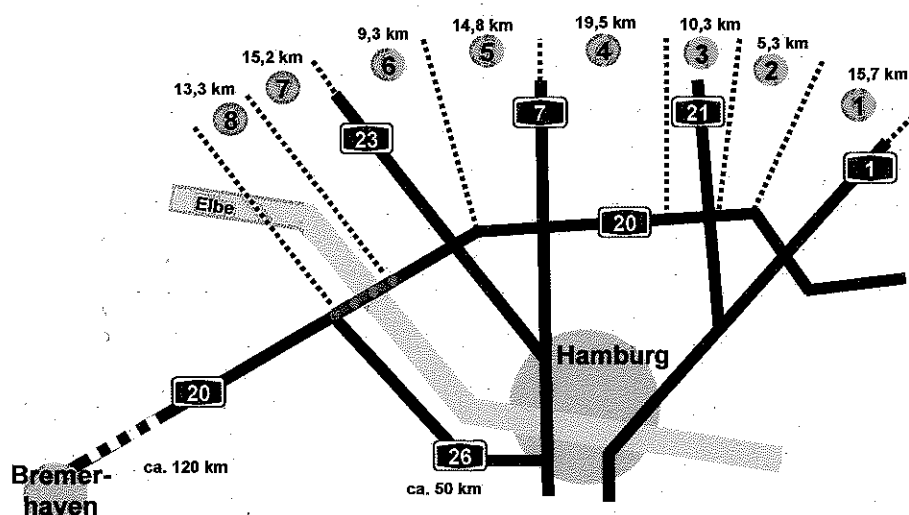 9,3 km
14,8 km
19,5 km
10,3 km
5,3 km
15,2 km
13,3 km
15,7 km
8
7
6
5
4
3
2
1
23
7
21
1
Elbe
20
Hamburg
20
26
Bremer-
haven
ca. 120 km
ca. 50 km